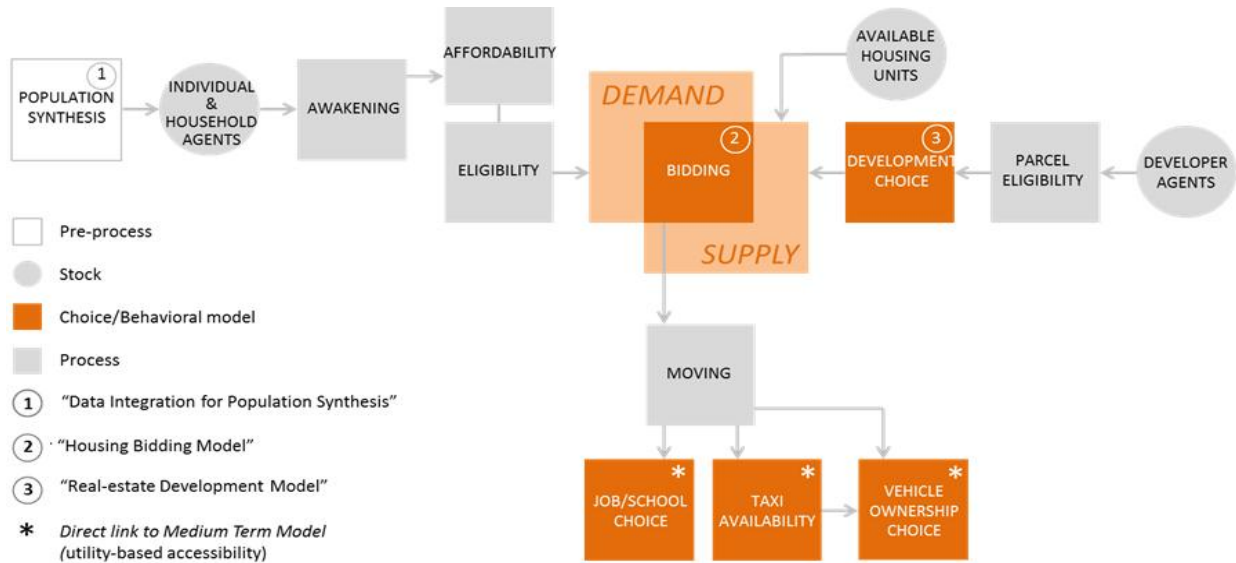 1
POPULATION
SYNTHESIS
INDIVIDUAL
&
HOUSEHOLD
AGENTS
AWAKENING
AFFORDABILITY
ELIGIBILITY
DEMAND
2
BIDDING
SUPPLY
AVAILABLE
HOUSING
UNITS
3
DEVELOPMENT
CHOICE
PARCEL
ELIGIBILITY
DEVELOPER
AGENTS
MOVING
*
JOB/SCHOOL
CHOICE
*
TAXI
AVAILABILITY
*
VEHICLE
OWNERSHIP
CHOICE
Pre-process
Stock
Choice/Behavioral model
Process
1 “Data Integration for Population Synthesis”
2 · “Housing Bidding Model”
3 “Real-estate Development Model”
* Direct link to Medium Term Model
(utility-based accessibility)